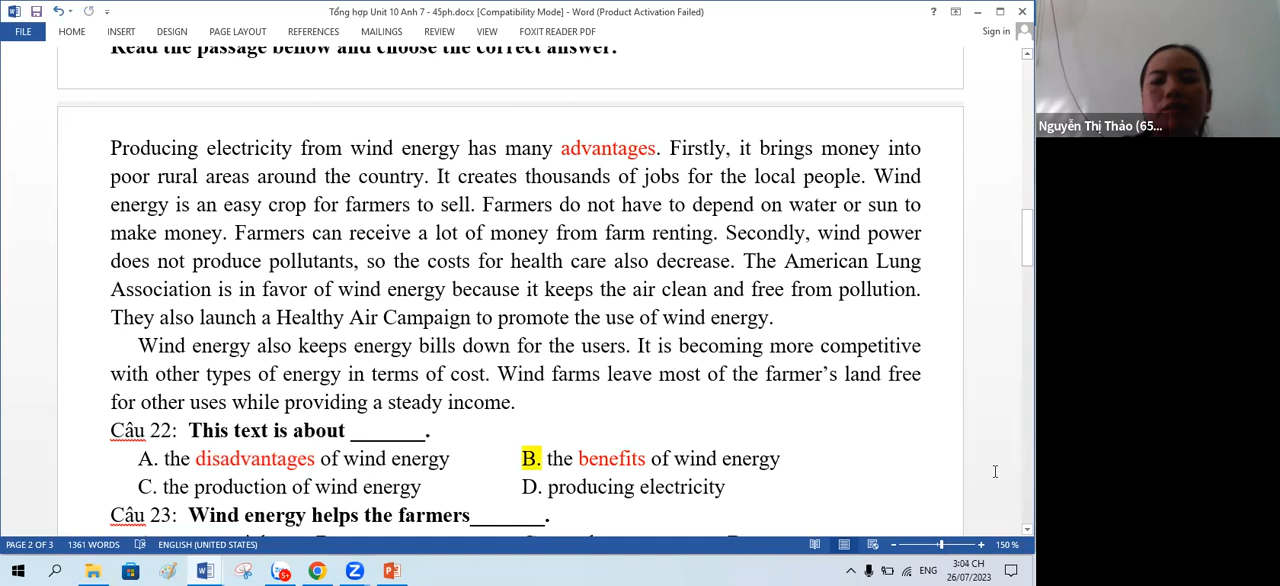 Tổng hợp Unit 10 Anh 7 - 45ph.docx [Compatibility Mode] - Word (Product Activation Failed)
FILE HOME INSERT DESIGN PAGE LAYOUT REFERENCES MAILINGS REVIEW VIEW FOXIT READER PDF Sign in
Read the passage bellow and choose the correct answer.
Nguyễn Thị Thảo (65...
Producing electricity from wind energy has many advantages. Firstly, it brings money into
poor rural areas around the country. It creates thousands of jobs for the local people. Wind
energy is an easy crop for farmers to sell. Farmers do not have to depend on water or sun to
make money. Farmers can receive a lot of money from farm renting. Secondly, wind power
does not produce pollutants, so the costs for health care also decrease. The American Lung
Association is in favor of wind energy because it keeps the air clean and free from pollution.
They also launch a Healthy Air Campaign to promote the use of wind energy.
Wind energy also keeps energy bills down for the users. It is becoming more competitive
with other types of energy in terms of cost. Wind farms leave most of the farmer’s land free
for other uses while providing a steady income.
Câu 22: This text is about _______.
A. the disadvantages of wind energy B. the benefits of wind energy
C. the production of wind energy D. producing electricity
Câu 23: Wind energy helps the farmers_______.
PAGE 2 OF 3 1361 WORDS ENGLISH (UNITED STATES) 150 %
ENG 3:04 CH
26/07/2023